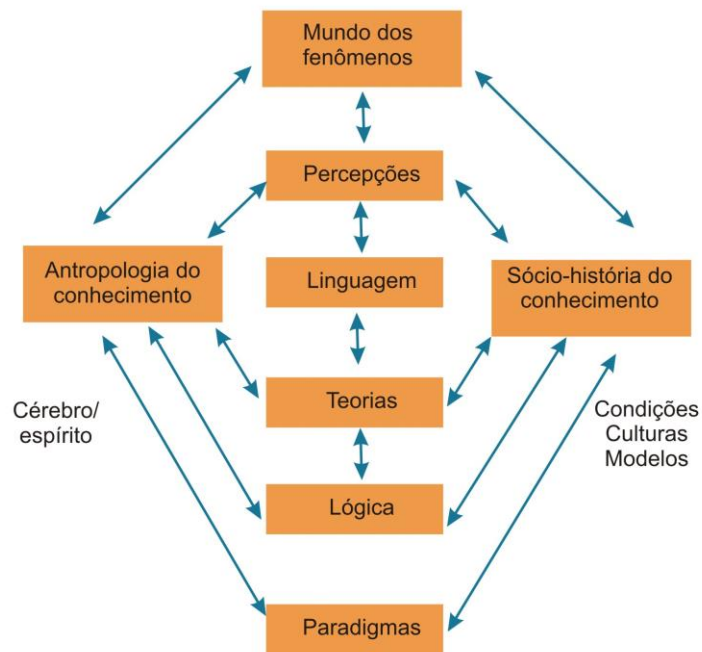 Mundo dos
fenômenos
Percepções
Antropologia do
conhecimento
Linguagem
Sócio-história do
conhecimento
Teorias
Cérebro/
espírito
Condições
Culturas
Modelos
Lógica
Paradigmas